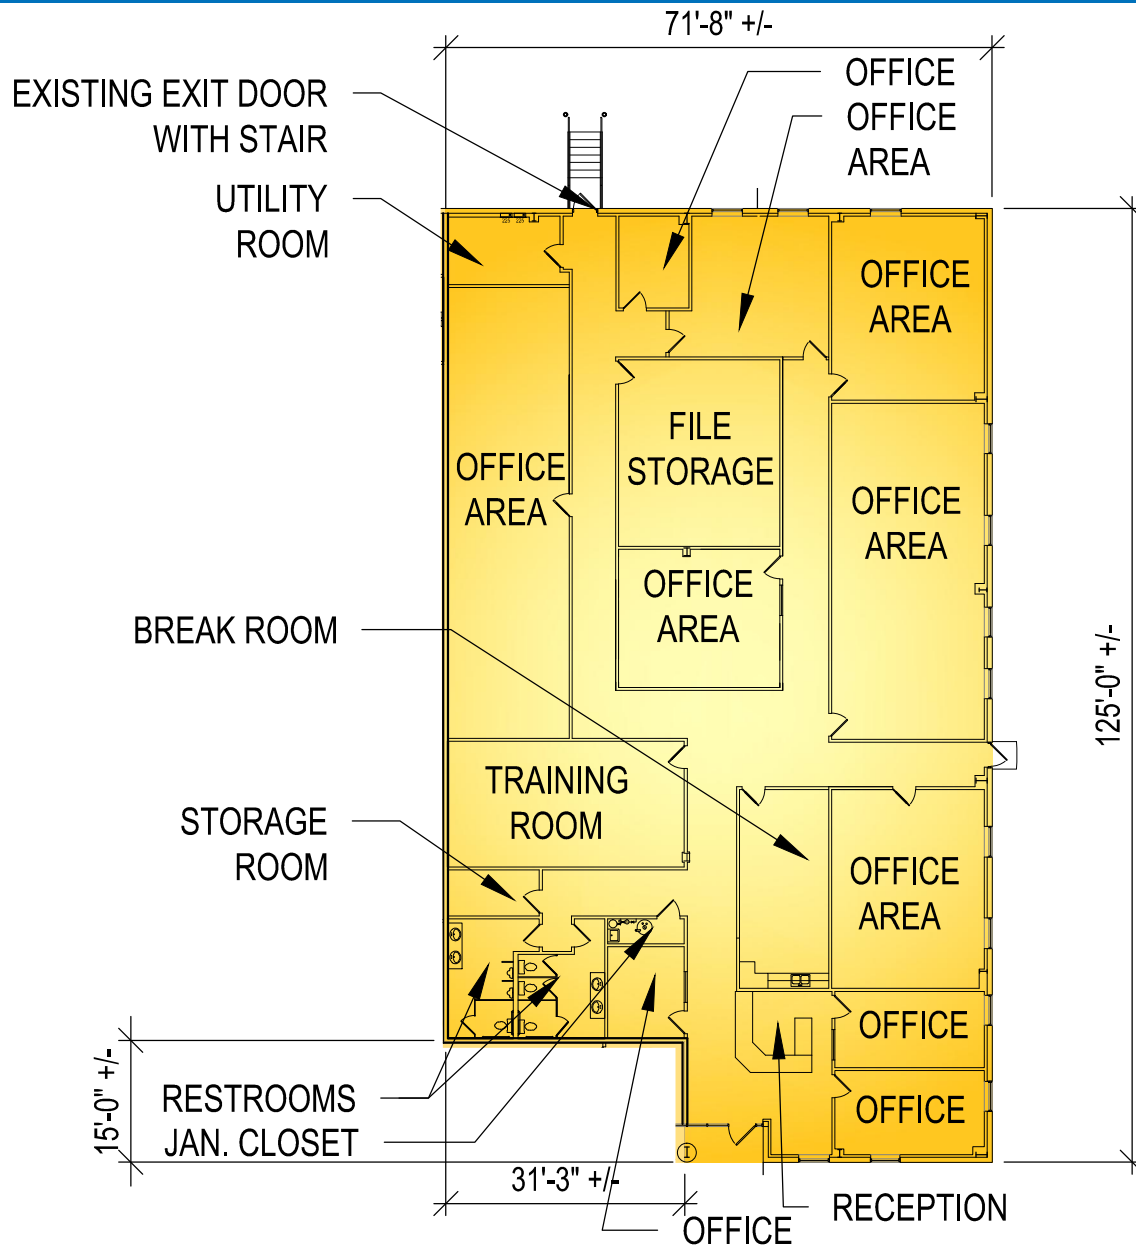 71'-8" +/-
EXISTING EXIT DOOR
WITH STAIR
OFFICE
OFFICE
AREA
UTILITY
ROOM
225 225
OFFICE
AREA
FILE
STORAGE
OFFICE
AREA
OFFICE
AREA
OFFICE
AREA
BREAK ROOM
125'-0" +/-
TRAINING
ROOM
STORAGE
ROOM
OFFICE
AREA
OFFICE
15'-0" +/-
RESTROOMS
JAN. CLOSET
OFFICE
I
31'-3" +/-
RECEPTION
OFFICE